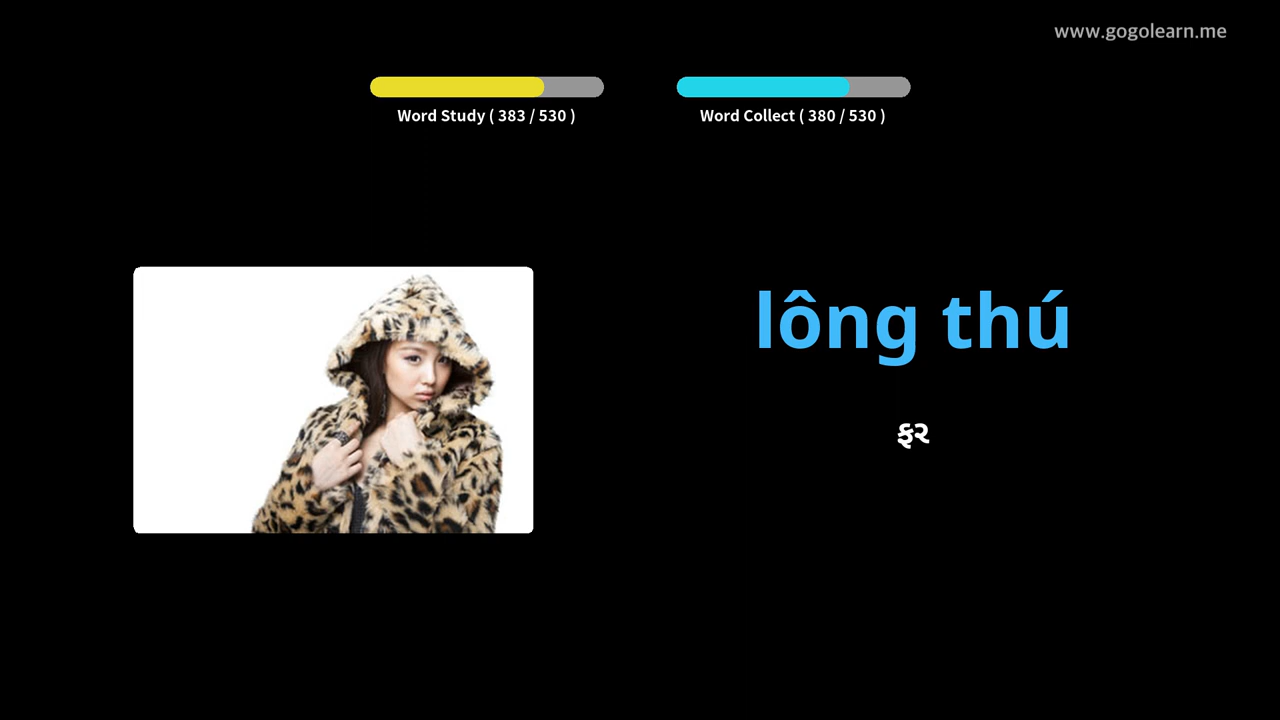 www.gogolearn.me
Word Study ( 383 / 530 )
Word Collect ( 380 / 530 )
lông thú
ફર